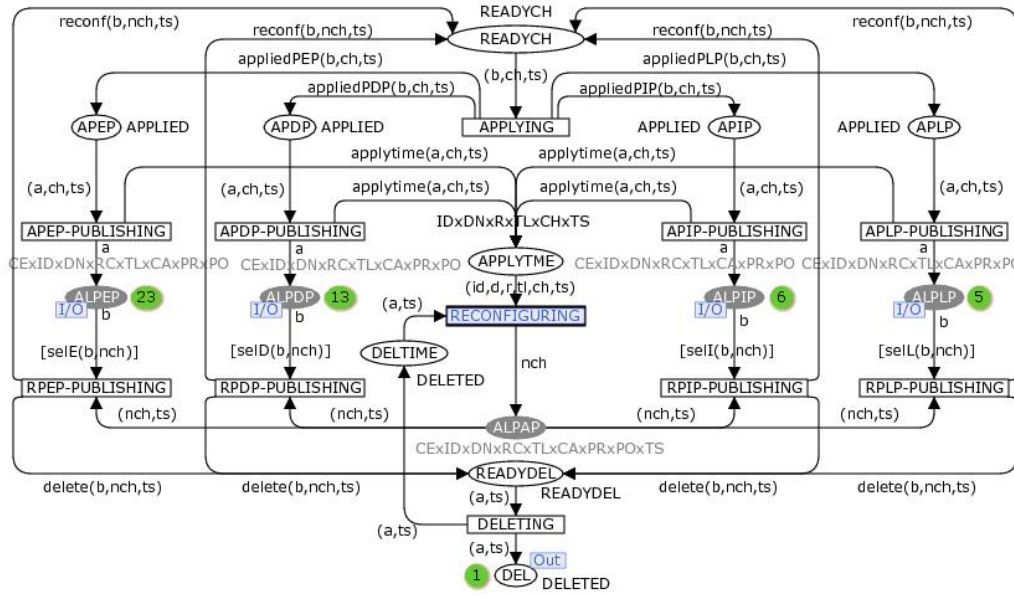 READYCH
reconf(b,nch,ts)
reconf(b,nch,ts)
READYCH
reconf(b,nch,ts)
reconf(b,nch,ts)
appliedPEP(b,ch,ts)
(b,ch,ts)
appliedPLP(b,ch,ts)
appliedPDP(b,ch,ts)
appliedPIP(b,ch,ts)
APEP APPLIED
APDP APPLIED
APPLYING
APPLIED APIP
APPLIED APLP
applytime(a,ch,ts)
applytime(a,ch,ts)
(a,ch,ts)
(a,ch,ts)
applytime(a,ch,ts)
applytime(a,ch,ts)
(a,ch,ts)
(a,ch,ts)
IDxDNxRxTLxCHxTS
APEP-PUBLISHING
APDP-PUBLISHING
APIP-PUBLISHING
APLP-PUBLISHING
a
a
a
a
CExIDxDNxRCxTLxCAxPRxPO
CExIDxDNxRCxTLxCAxPRxPO
APPLYTME
CExIDxDNxRCxTLxCAxPRxPO
CExIDxDNxRCxTLxCAxPRxPO
(id,d,r,tl,ch,ts)
ALPEP 23
ALPDP 13
ALPIP 6
ALPLP 5
I/O
I/O
I/O
I/O
b
b
(a,ts)
RECONFIGURING
b
b
[selE(b,nch)]
[selD(b,nch)]
DELTIME
nch
[selI(b,nch)]
[selL(b,nch)]
DELETED
RPEP-PUBLISHING
RPDP-PUBLISHING
RPIP-PUBLISHING
RPLP-PUBLISHING
(nch,ts)
(nch,ts)
ALPAP
(nch,ts)
(nch,ts)
CExIDxDNxRCxTLxCAxPRxPOxTS
READYDEL
delete(b,nch,ts)
delete(b,nch,ts)
READYDEL
delete(b,nch,ts)
delete(b,nch,ts)
(a,ts)
(a,ts)
DELETING
(a,ts)
Out
1 DEL DELETED